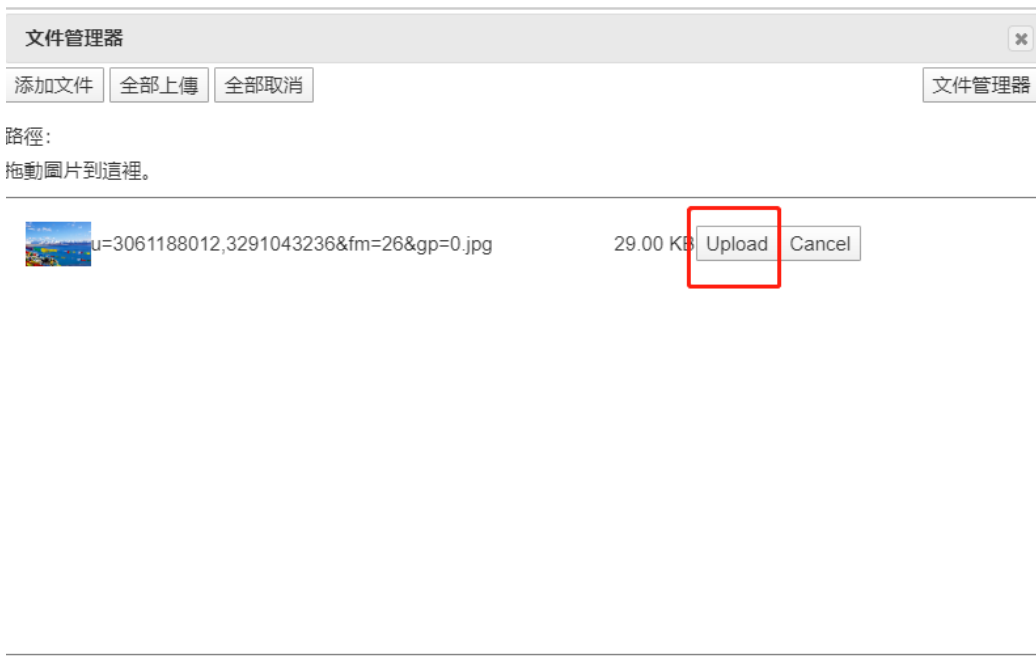 文件管理器
添加文件 全部上傳 全部取消 文件管理器
路徑：
拖動圖片到這裡。
u=3061188012,3291043236&fm=26&gp=0.jpg 29.00 KB Upload Cancel